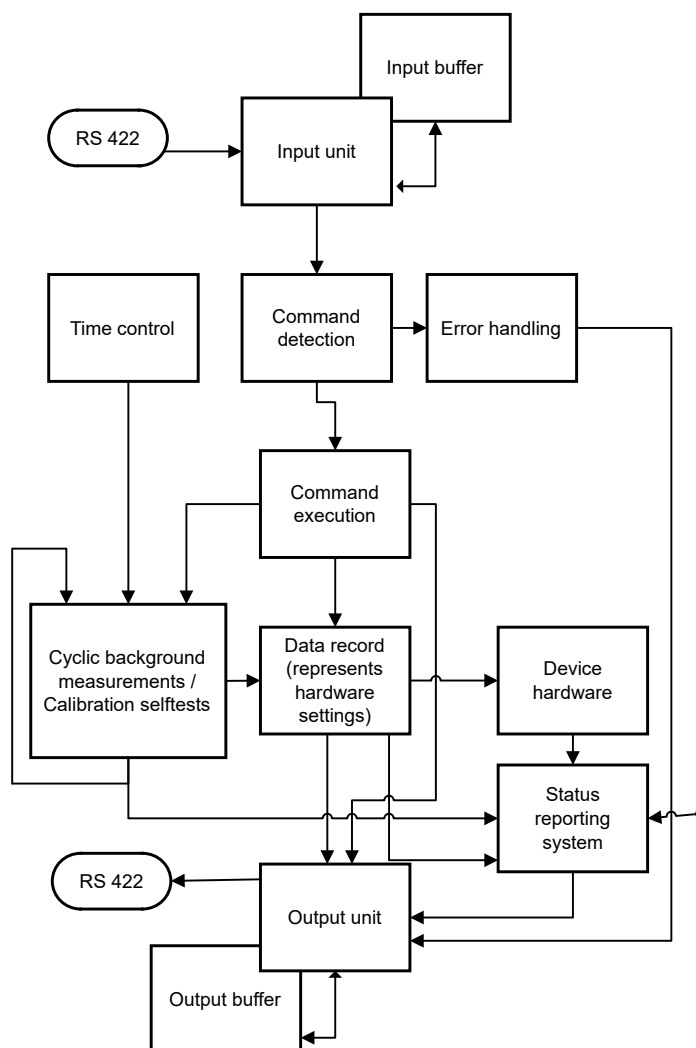 Input buffer
RS 422
Input unit
Time control
Command
detection
Error handling
Command
execution
Cyclic background
measurements /
Calibration selftests
Data record
(represents
hardware
settings)
Device
hardware
Status
reporting
system
RS 422
Output unit
Output buffer